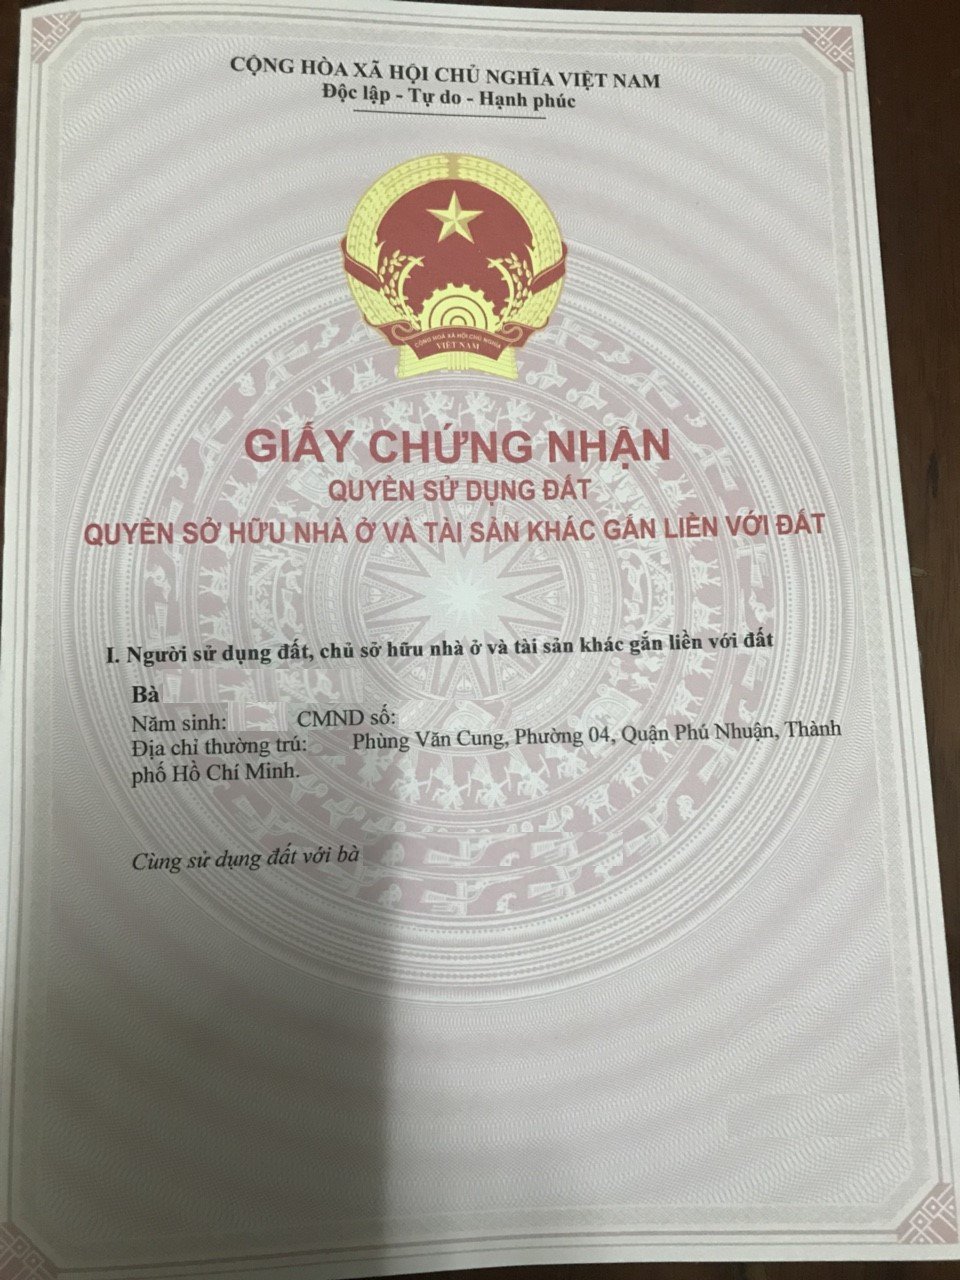 CỘNG HÒA XÃ HỘI CHỦ NGHĨA VIỆT NAM
Độc lập - Tự do - Hạnh phúc
CỘNG HOÀ XÃ HỘI CHỦ NGHĨA
VIỆT NAM
GIẤY CHỨNG NHẬN
QUYỀN SỬ DỤNG ĐẤT
QUYỀN SỞ HỮU NHÀ Ở VÀ TÀI SẢN KHÁC GẮN LIỀN VỚI ĐẤT
I. Người sử dụng đất, chủ sở hữu nhà ở và tài sản khác gắn liền với đất
Bà
Năm sinh: CMND số:
Địa chỉ thường trú: Phùng Văn Cung, Phường 04, Quận Phú Nhuận, Thành
phố Hồ Chí Minh.
Cùng sử dụng đất với bà